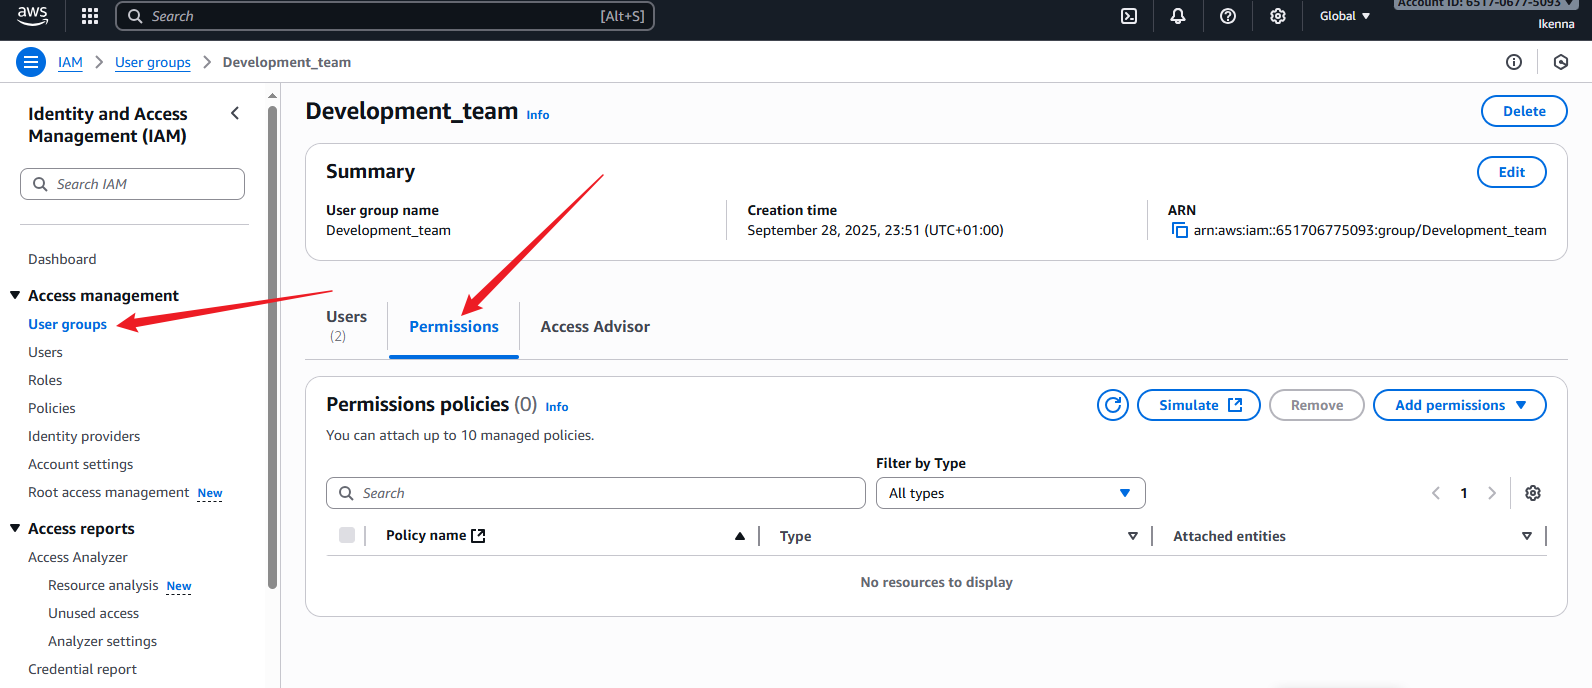 aws
Search
[Alt+S]
Global
Account ID: 6517-0677-5093
Ikenna
IAM
User groups
Development_team
Identity and Access
Management (IAM)
Search IAM
Dashboard
Access management
User groups
Users
Roles
Policies
Identity providers
Account settings
Root access management New
Access reports
Access Analyzer
Resource analysis New
Unused access
Analyzer settings
Credential report
Development_team Info
Delete
Summary
Edit
User group name
Development_team
Creation time
September 28, 2025, 23:51 (UTC+01:00)
ARN
arn:aws:iam::651706775093:group/Development_team
Users
(2)
Permissions
Access Advisor
Permissions policies (0) Info
Simulate
Remove
Add permissions
You can attach up to 10 managed policies.
Filter by Type
Search
All types
1
Policy name
Type
Attached entities
No resources to display